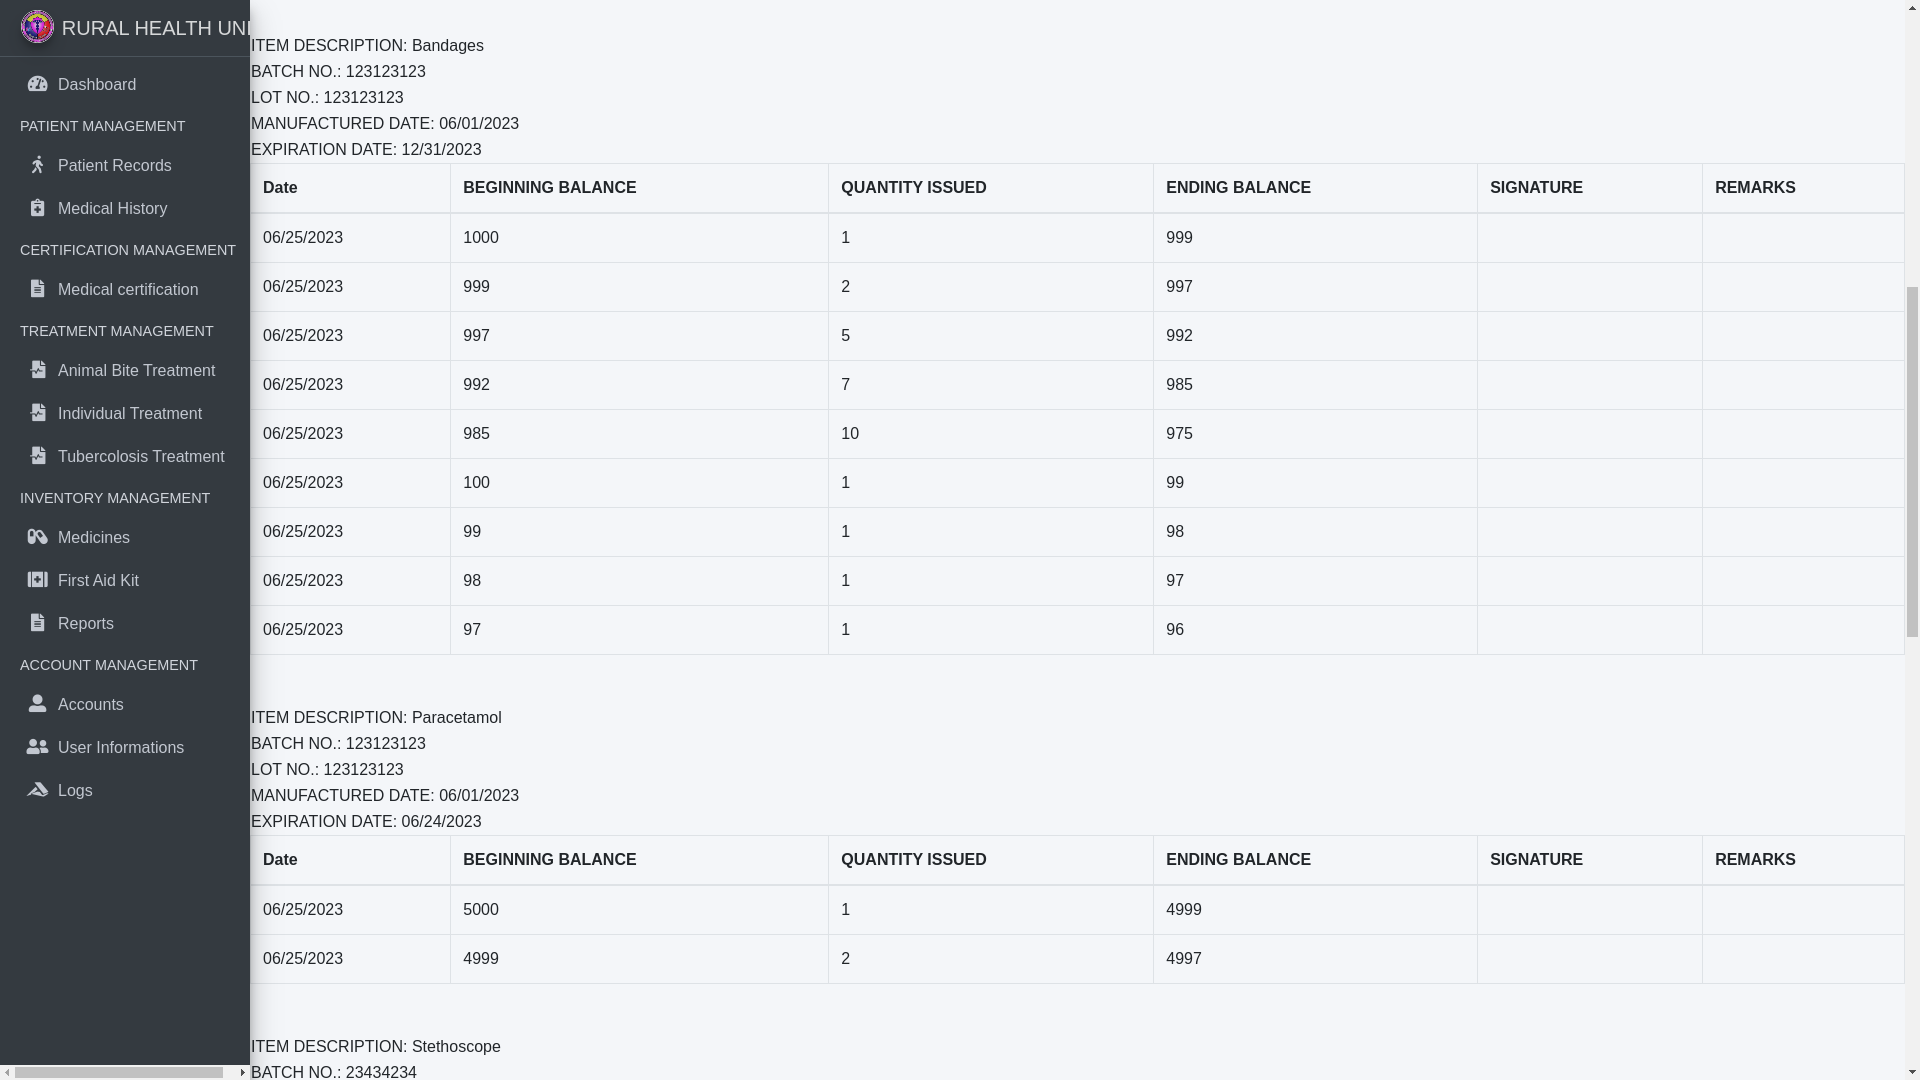 RURAL HEALTH UNI
Dashboard
PATIENT MANAGEMENT
Patient Records
Medical History
CERTIFICATION MANAGEMENT
Medical certification
TREATMENT MANAGEMENT
Animal Bite Treatment
Individual Treatment
Tubercolosis Treatment
INVENTORY MANAGEMENT
Medicines
First Aid Kit
Reports
ACCOUNT MANAGEMENT
Accounts
User Informations
Logs
ITEM DESCRIPTION: Bandages
BATCH NO.: 123123123
LOT NO.: 123123123
MANUFACTURED DATE: 06/01/2023
EXPIRATION DATE: 12/31/2023
Date BEGINNING BALANCE QUANTITY ISSUED ENDING BALANCE SIGNATURE REMARKS
06/25/2023 1000 1 999
06/25/2023 999 2 997
06/25/2023 997 5 992
06/25/2023 992 7 985
06/25/2023 985 10 975
06/25/2023 100 1 99
06/25/2023 99 1 98
06/25/2023 98 1 97
06/25/2023 97 1 96
ITEM DESCRIPTION: Paracetamol
BATCH NO.: 123123123
LOT NO.: 123123123
MANUFACTURED DATE: 06/01/2023
EXPIRATION DATE: 06/24/2023
Date BEGINNING BALANCE QUANTITY ISSUED ENDING BALANCE SIGNATURE REMARKS
06/25/2023 5000 1 4999
06/25/2023 4999 2 4997
ITEM DESCRIPTION: Stethoscope
BATCH NO.: 23434234